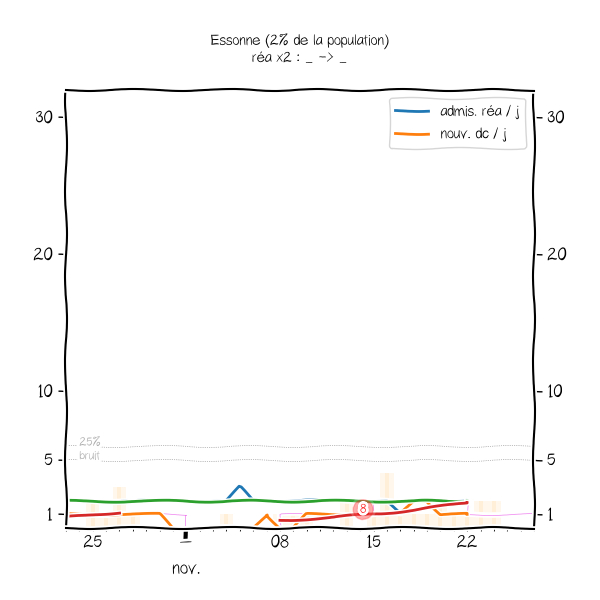 Essonne (2% de la population)
réa x2 : _ -> _
admis. réa / j
nouv. dc / j
30
30
20
20
10
10
25%
bruit
5
5
8
1
1
25
08
15
22
nov.